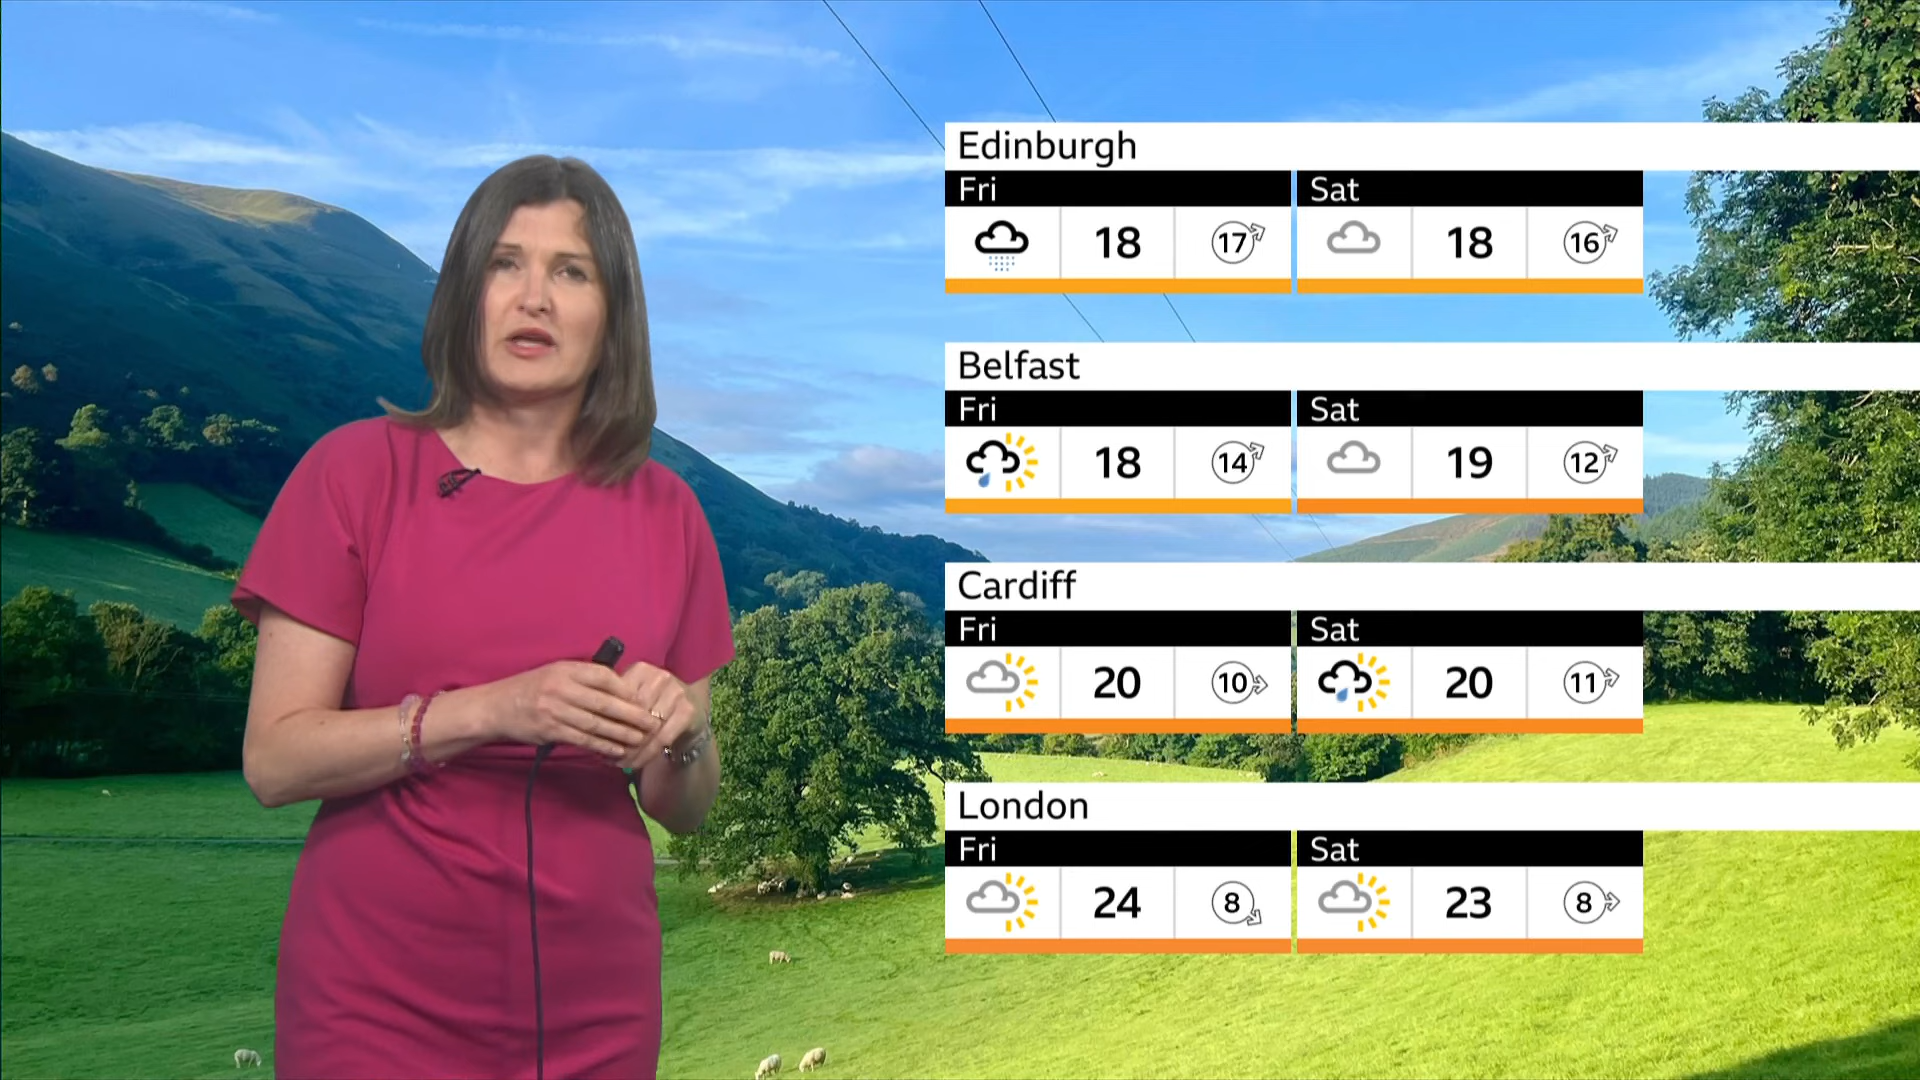 Edinburgh
Fri Sat
18 17 18 16
Belfast
Fri Sat
18 14 19 12
Cardiff
Fri Sat
20 10 20 11
London
Fri Sat
24 8 23 8